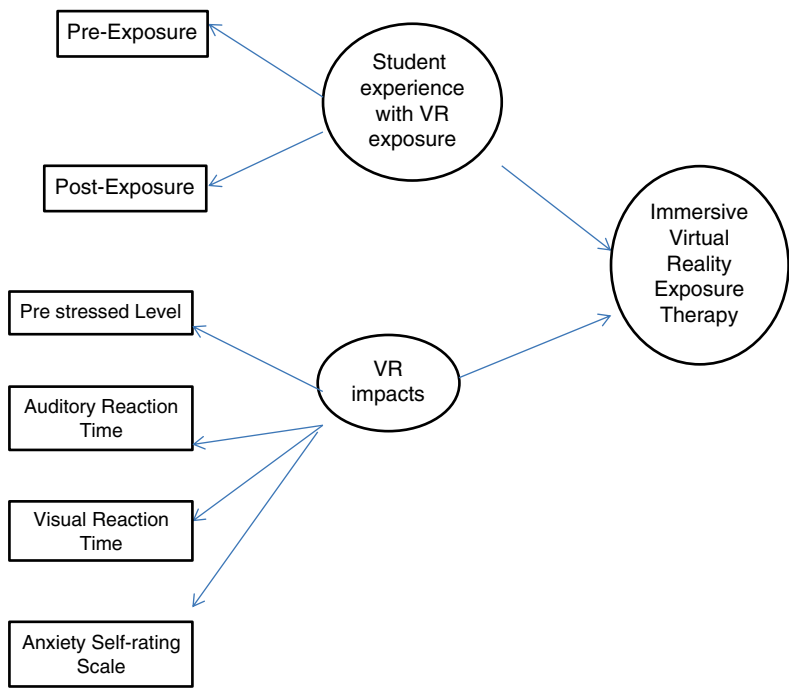 Pre-Exposure
Student
experience
with VR
exposure
Post-Exposure
Immersive
Virtual
Reality
Exposure
Therapy
Pre stressed Level
VR
impacts
Auditory Reaction
Time
Visual Reaction
Time
Anxiety Self-rating
Scale